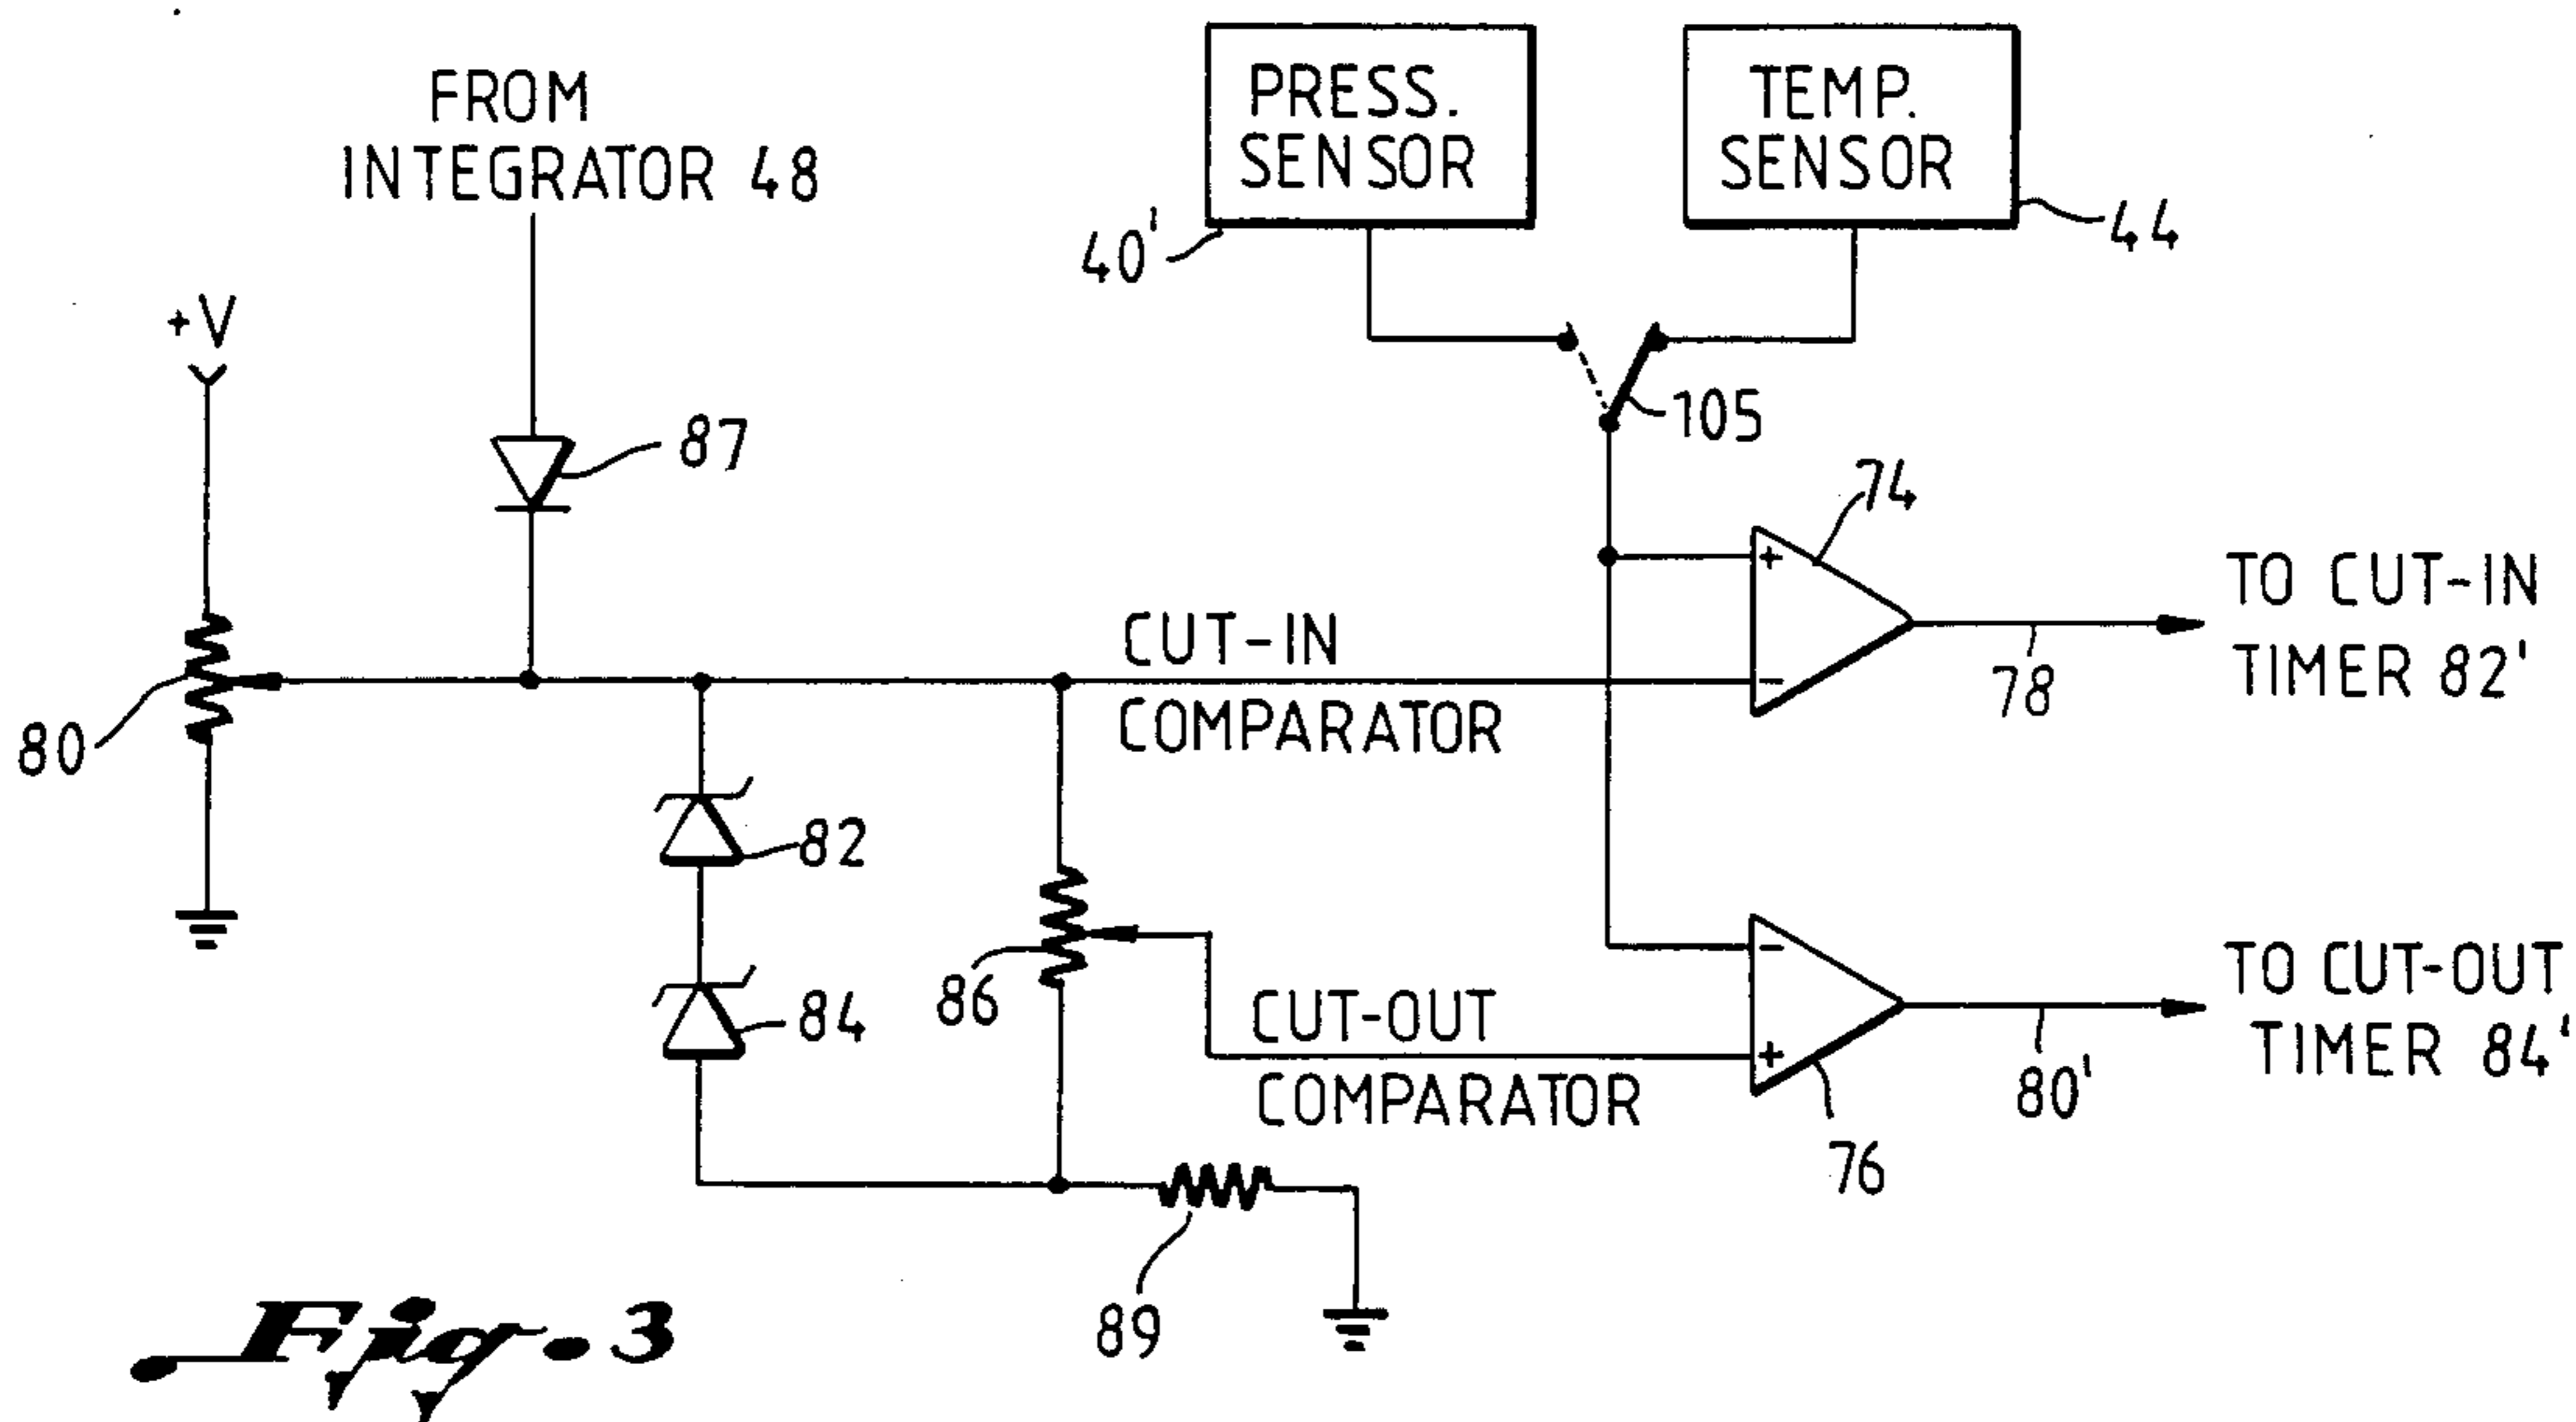 FROM
INTEGRATOR 48
PRESS.
SENSOR
TEMP.
SENSOR
40'
44
+V
87
105
74
80
CUT-IN
COMPARATOR
TO CUT-IN
TIMER 82'
78
82
84
86
CUT-OUT
COMPARATOR
TO CUT-OUT
TIMER 84'
80'
76
89
+
-
-
+
Fig. 3